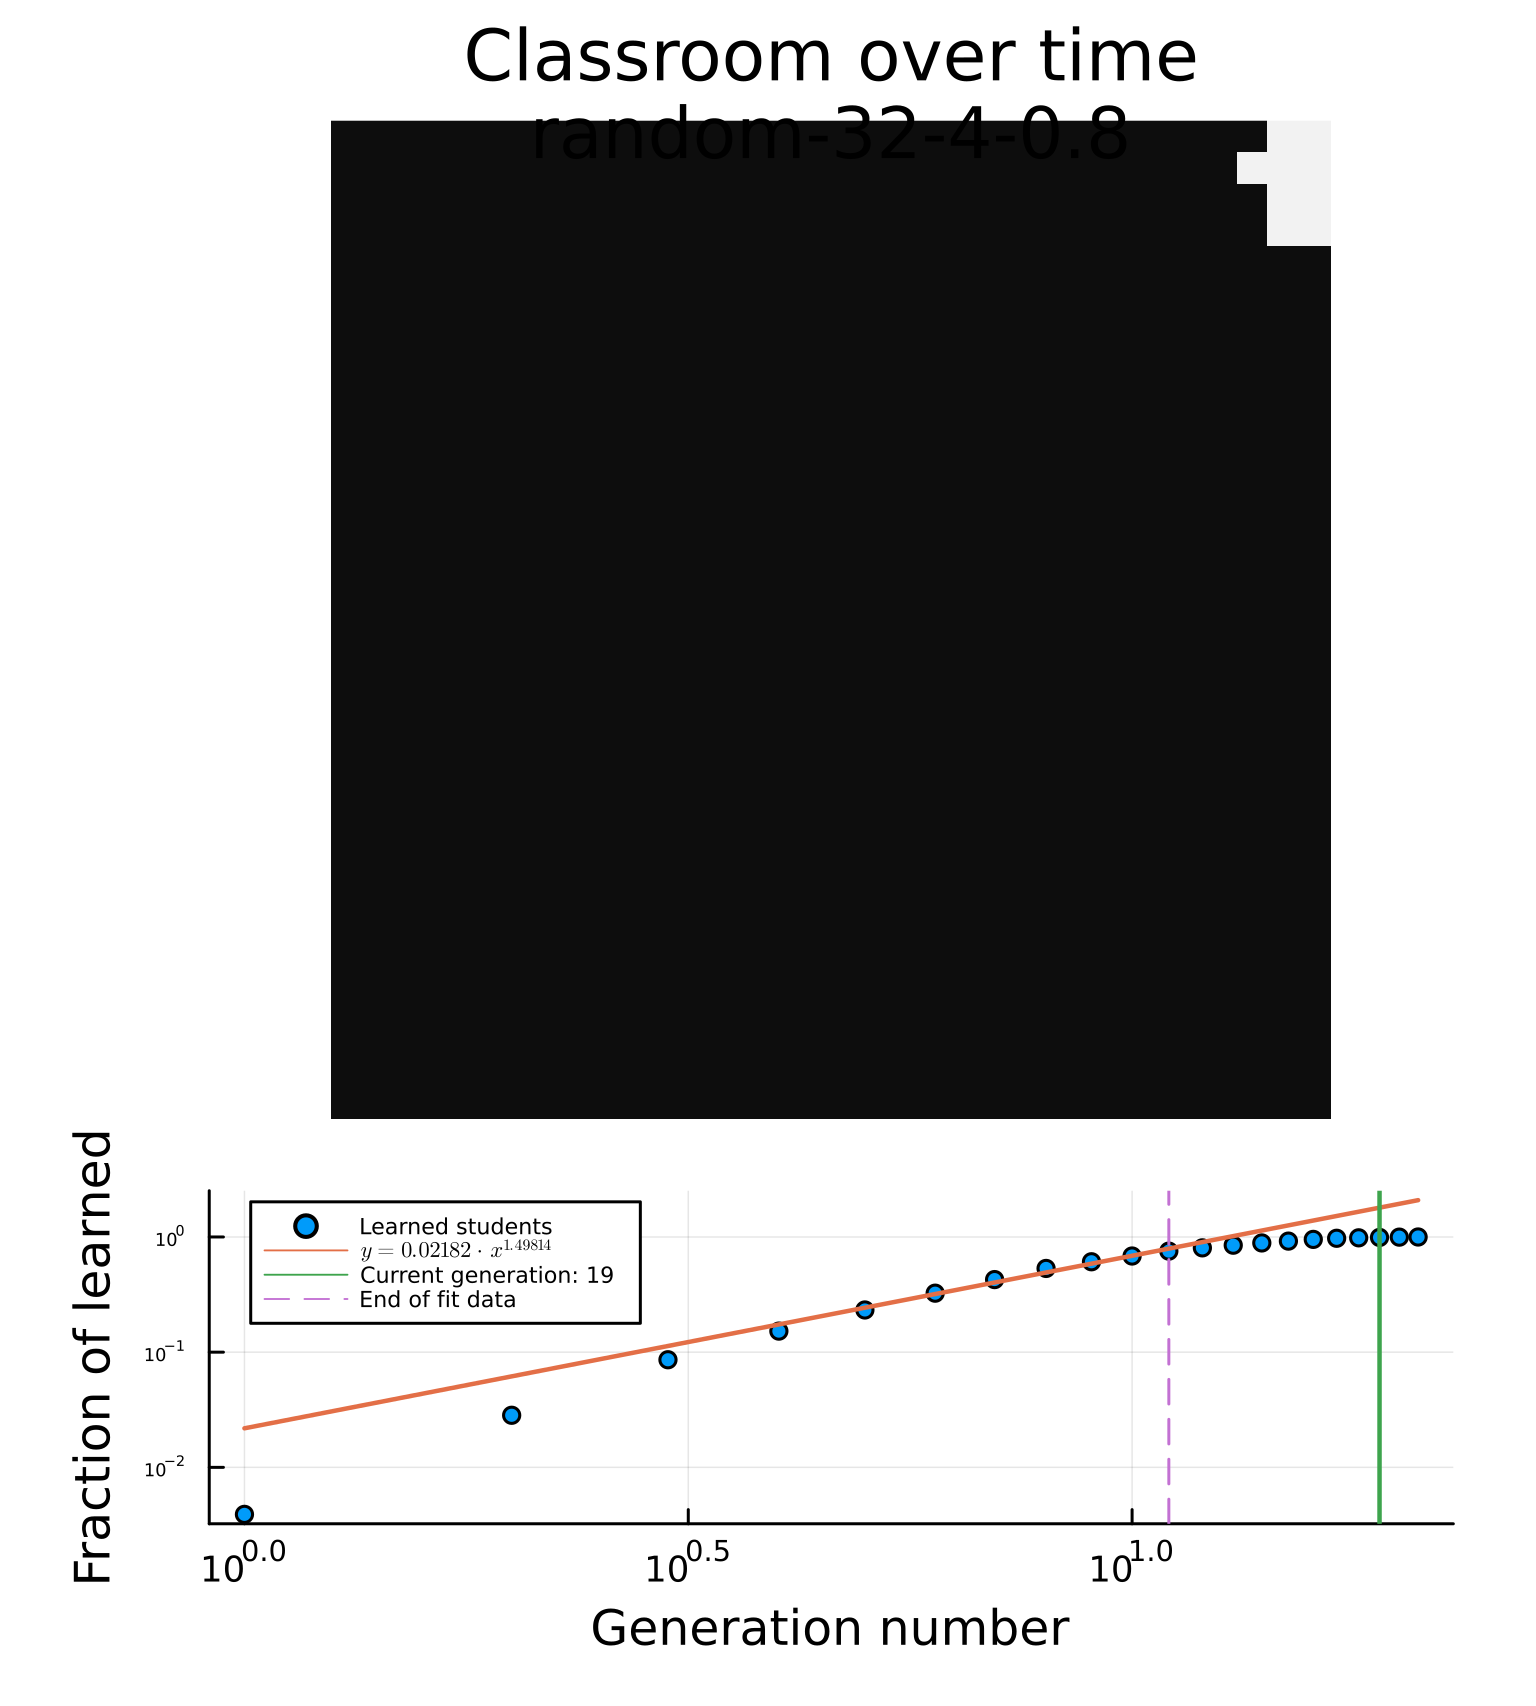 Classroom over time
random-32-4-0.8
Fraction of learned
10^0
10^−1
10^−2
Learned students
y = 0.02182 · x^1.49814
Current generation: 19
End of fit data
10^0.0 10^0.5 10^1.0
Generation number